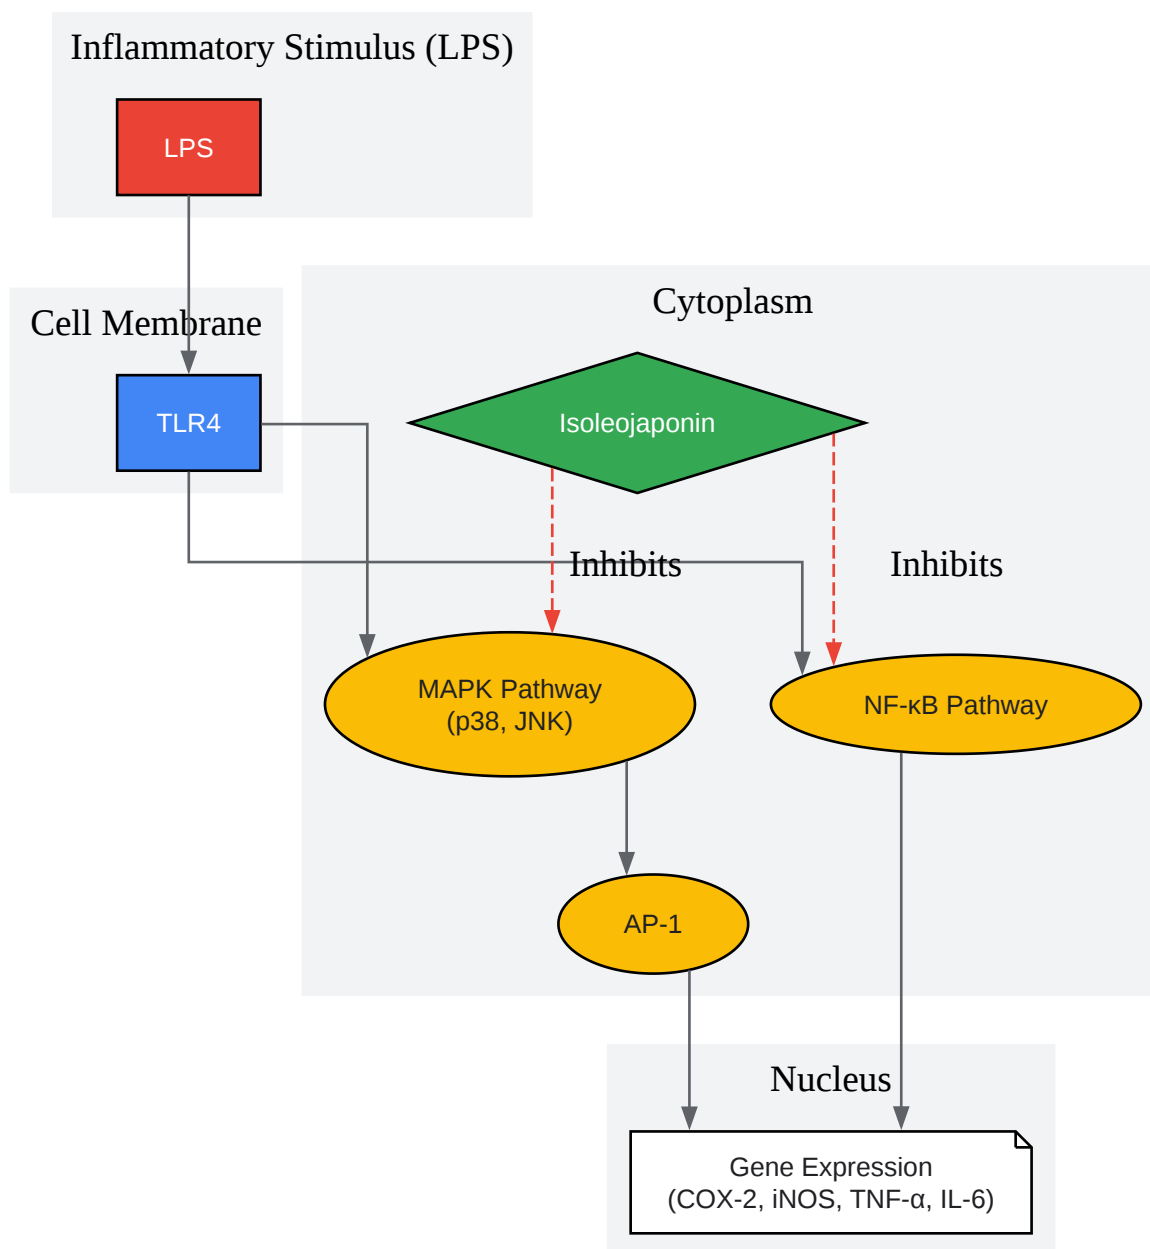 Inflammatory Stimulus (LPS)
LPS
Cell Membrane
TLR4
Cytoplasm
Isoleojaponin
Inhibits
Inhibits
MAPK Pathway
(p38, JNK)
NF-κB Pathway
AP-1
Nucleus
Gene Expression
(COX-2, iNOS, TNF-α, IL-6)